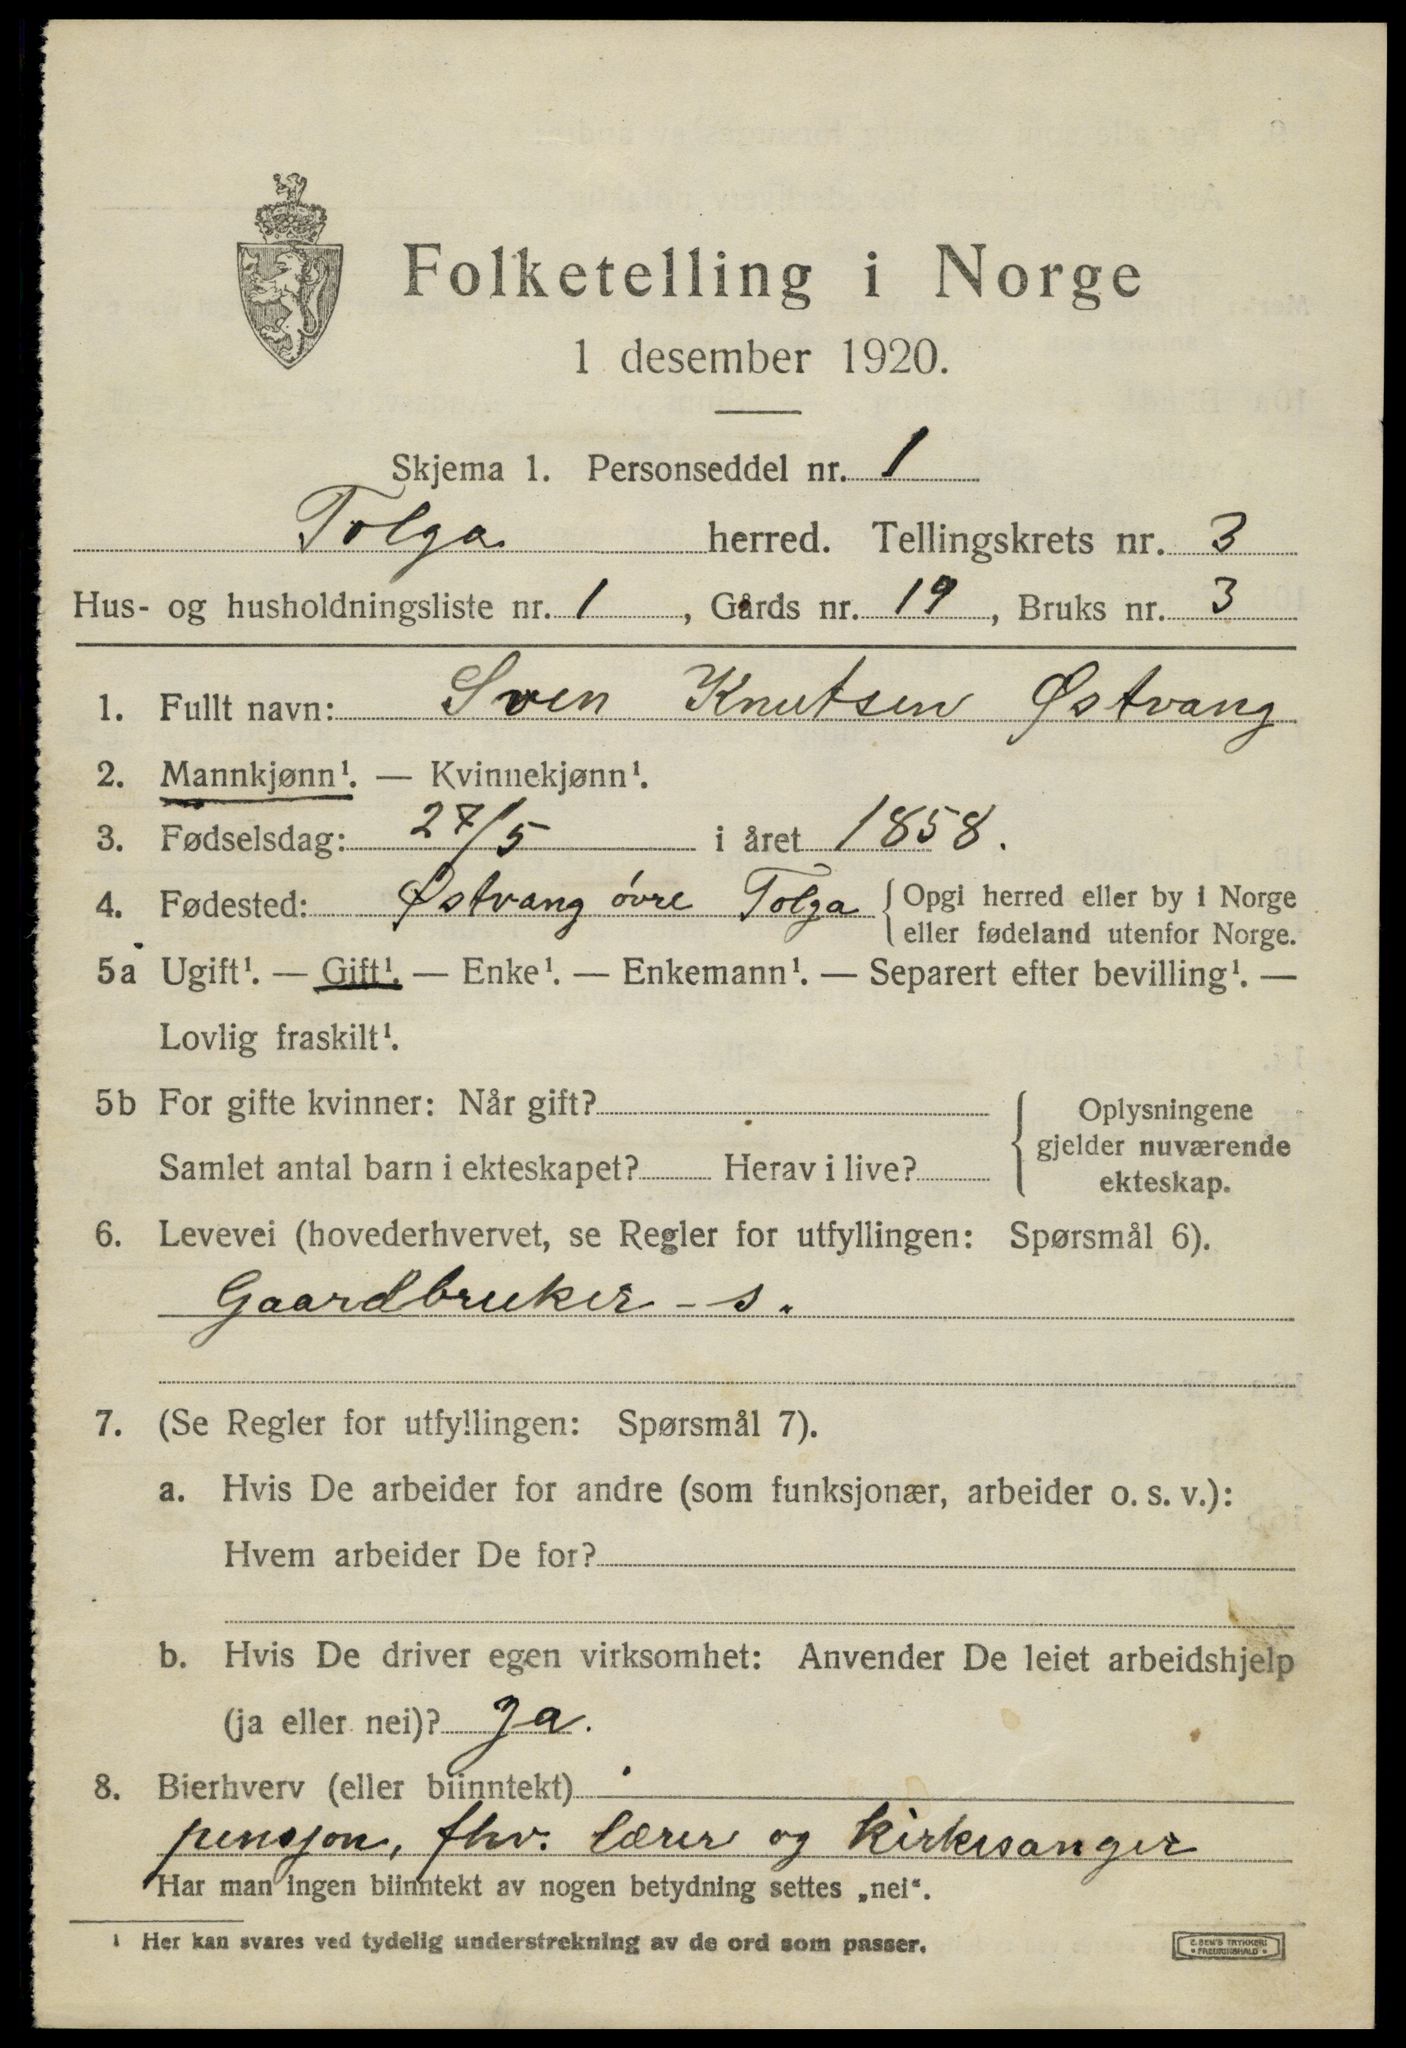 Folketelling i Norge
1 desember 1920.
Skjema 1. Personseddel nr. 1
Tolga herred. Tellingskrets nr. 3
Hus- og husholdningsliste nr. 1, Gårds nr. 19, Bruks nr. 3
1. Fullt navn: Sven Knutsen Østvang
2. Mannkjønn¹. — Kvinnekjønn¹.
3. Fødselsdag: 27/5 i året 1858.
4. Fødested: Østvang óvre Tolga { Opgi herred eller by i Norge
eller fødeland utenfor Norge.
5a Ugift¹. — Gift¹. — Enke¹. — Enkemann¹. — Separert efter bevilling¹. —
Lovlig fraskilt¹.
5b For gifte kvinner: Når gift?
Samlet antal barn i ekteskapet? Herav i live?
Oplysningene
gjelder nuværende
ekteskap.
6. Levevei (hovederhvervet, se Regler for utfyllingen: Spørsmål 6).
Gaardbruker - s.
7. (Se Regler for utfyllingen: Spørsmål 7).
a. Hvis De arbeider for andre (som funksjonær, arbeider o. s. v.):
Hvem arbeider De for?
b. Hvis De driver egen virksomhet: Anvender De leiet arbeidshjelp
(ja eller nei)? Ja.
8. Bierhverv (eller biinntekt)
pensjon, fhv. lærer og kirkesanger
Har man ingen biinntekt av nogen betydning settes „nei“.
¹ Her kan svares ved tydelig understrekning av de ord som passer.
E. SEM'S TRYKKERI
FREDRIKSHALD